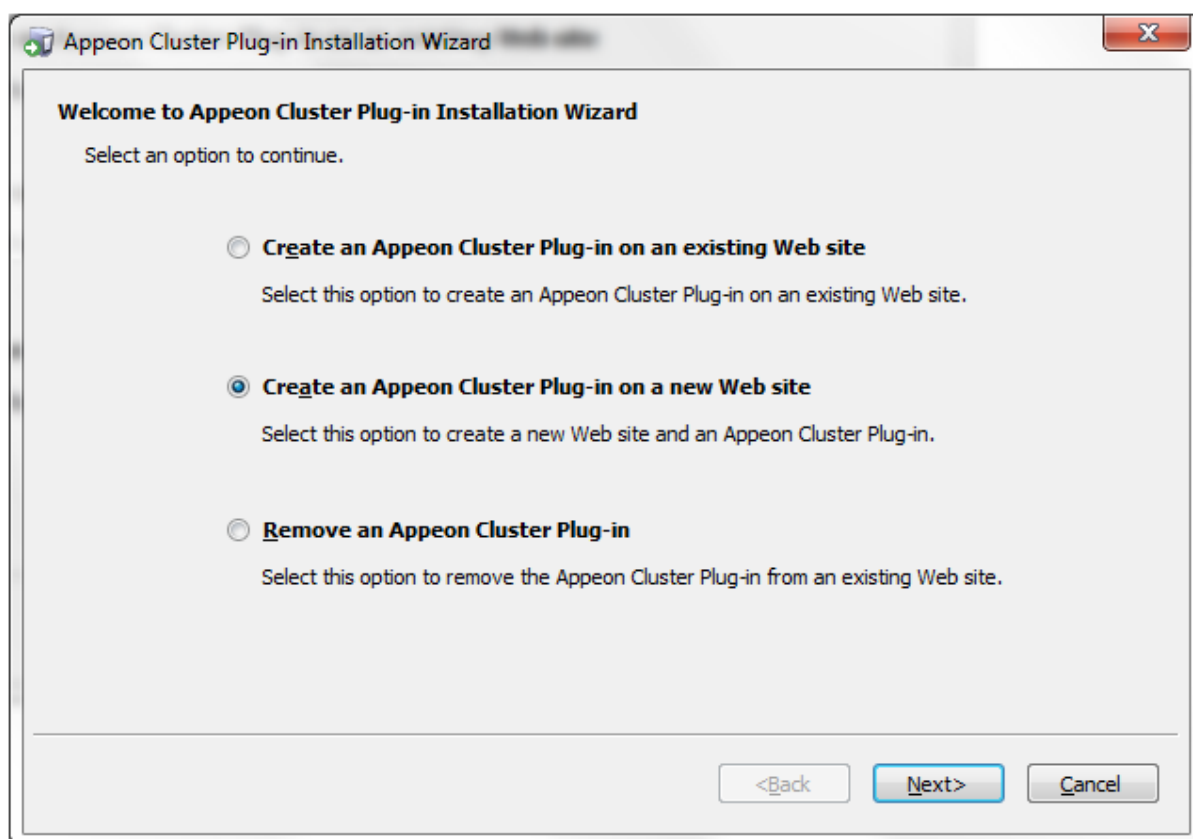 Appeon Cluster Plug-in Installation Wizard
Welcome to Appeon Cluster Plug-in Installation Wizard
Select an option to continue.
Create an Appeon Cluster Plug-in on an existing Web site
Select this option to create an Appeon Cluster Plug-in on an existing Web site.
Create an Appeon Cluster Plug-in on a new Web site
Select this option to create a new Web site and an Appeon Cluster Plug-in.
Remove an Appeon Cluster Plug-in
Select this option to remove the Appeon Cluster Plug-in from an existing Web site.
<Back Next> Cancel